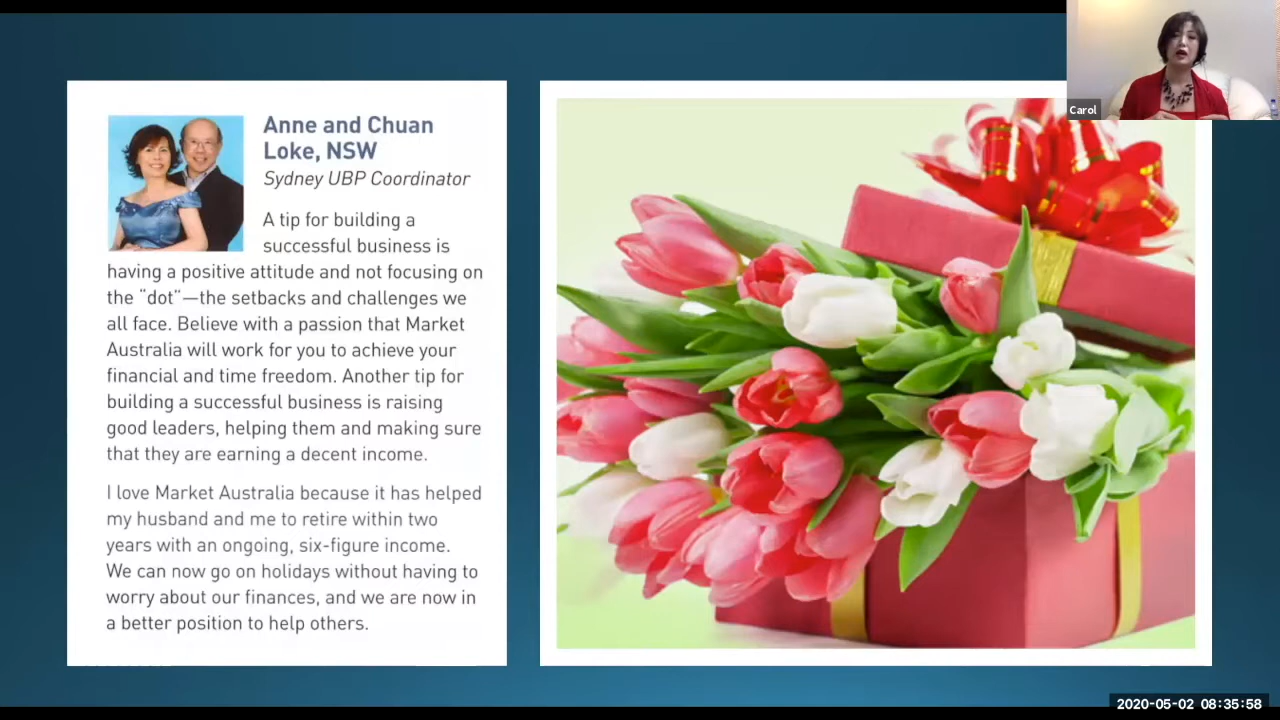 Anne and Chuan
Loke, NSW
Sydney UBP Coordinator
A tip for building a
successful business is
having a positive attitude and not focusing on
the “dot”—the setbacks and challenges we
all face. Believe with a passion that Market
Australia will work for you to achieve your
financial and time freedom. Another tip for
building a successful business is raising
good leaders, helping them and making sure
that they are earning a decent income.
I love Market Australia because it has helped
my husband and me to retire within two
years with an ongoing, six-figure income.
We can now go on holidays without having to
worry about our finances, and we are now in
a better position to help others.
Carol
2020-05-02 08:35:58